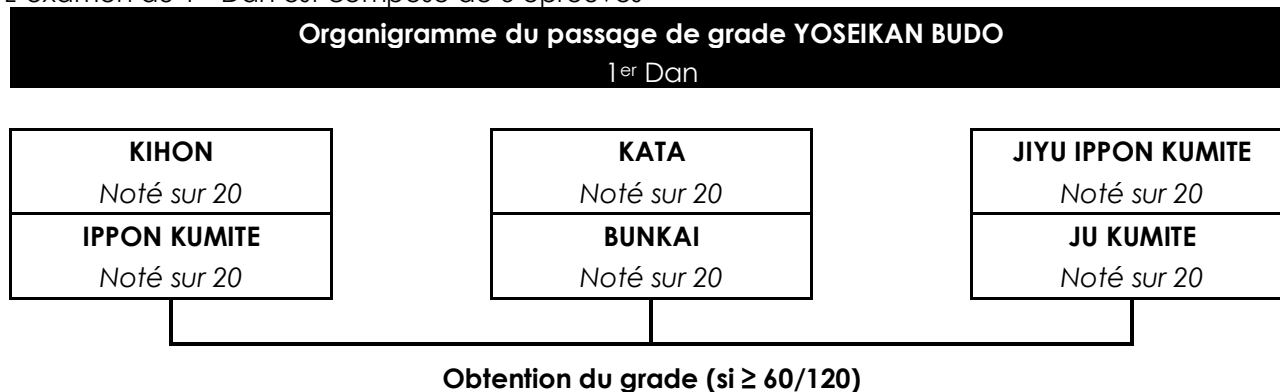 L'examen du 1er Dan est composé de épreuves
Organigramme du passage de grade YOSEIKAN BUDO
1er Dan
KIHON
Noté sur 20
IPPON KUMITE
Noté sur 20
KATA
Noté sur 20
BUNKAI
Noté sur 20
JIYU IPPON KUMITE
Noté sur 20
JU KUMITE
Noté sur 20
Obtention du grade (si ≥ 60/120)